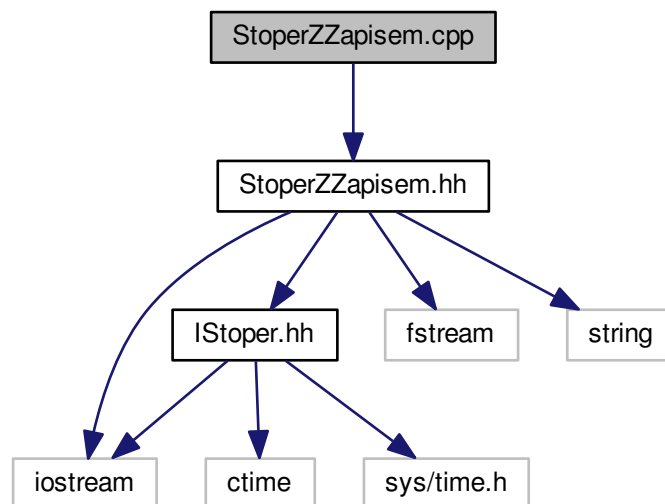 StoperZZapisem.cpp
StoperZZapisem.hh
IStoper.hh
fstream
string
iostream
ctime
sys/time.h